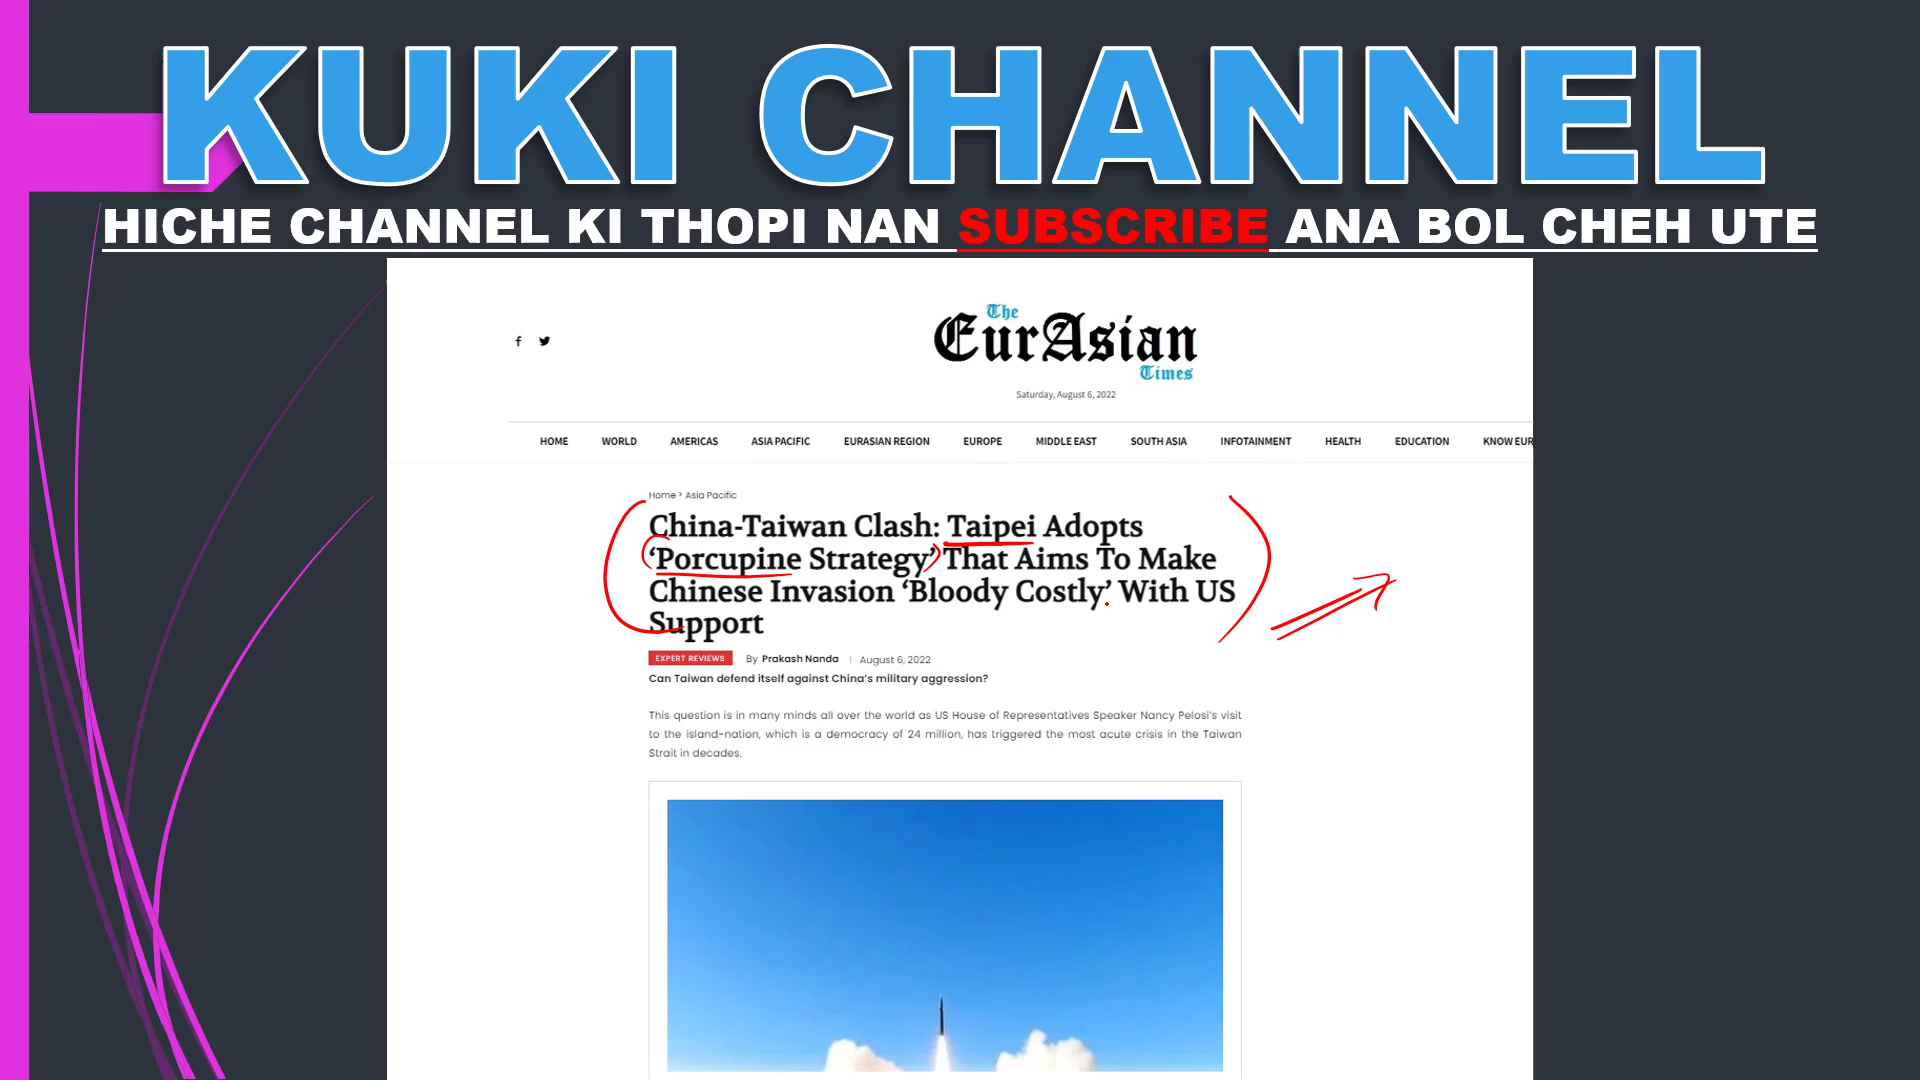 KUKI CHANNEL
HICHE CHANNEL KI THOPI NAN SUBSCRIBE ANA BOL CHEH UTE
The
EurAsian
Times
Saturday, August 6, 2022
HOME WORLD AMERICAS ASIA PACIFIC EURASIAN REGION EUROPE MIDDLE EAST SOUTH ASIA INFOTAINMENT HEALTH EDUCATION KNOW EUR
Home > Asia Pacific
China-Taiwan Clash: Taipei Adopts
‘Porcupine Strategy’ That Aims To Make
Chinese Invasion ‘Bloody Costly’ With US
Support
EXPERT REVIEWS By Prakash Nanda | August 6, 2022
Can Taiwan defend itself against China’s military aggression?
This question is in many minds all over the world as US House of Representatives Speaker Nancy Pelosi’s visit
to the island-nation, which is a democracy of 24 million, has triggered the most acute crisis in the Taiwan
Strait in decades.